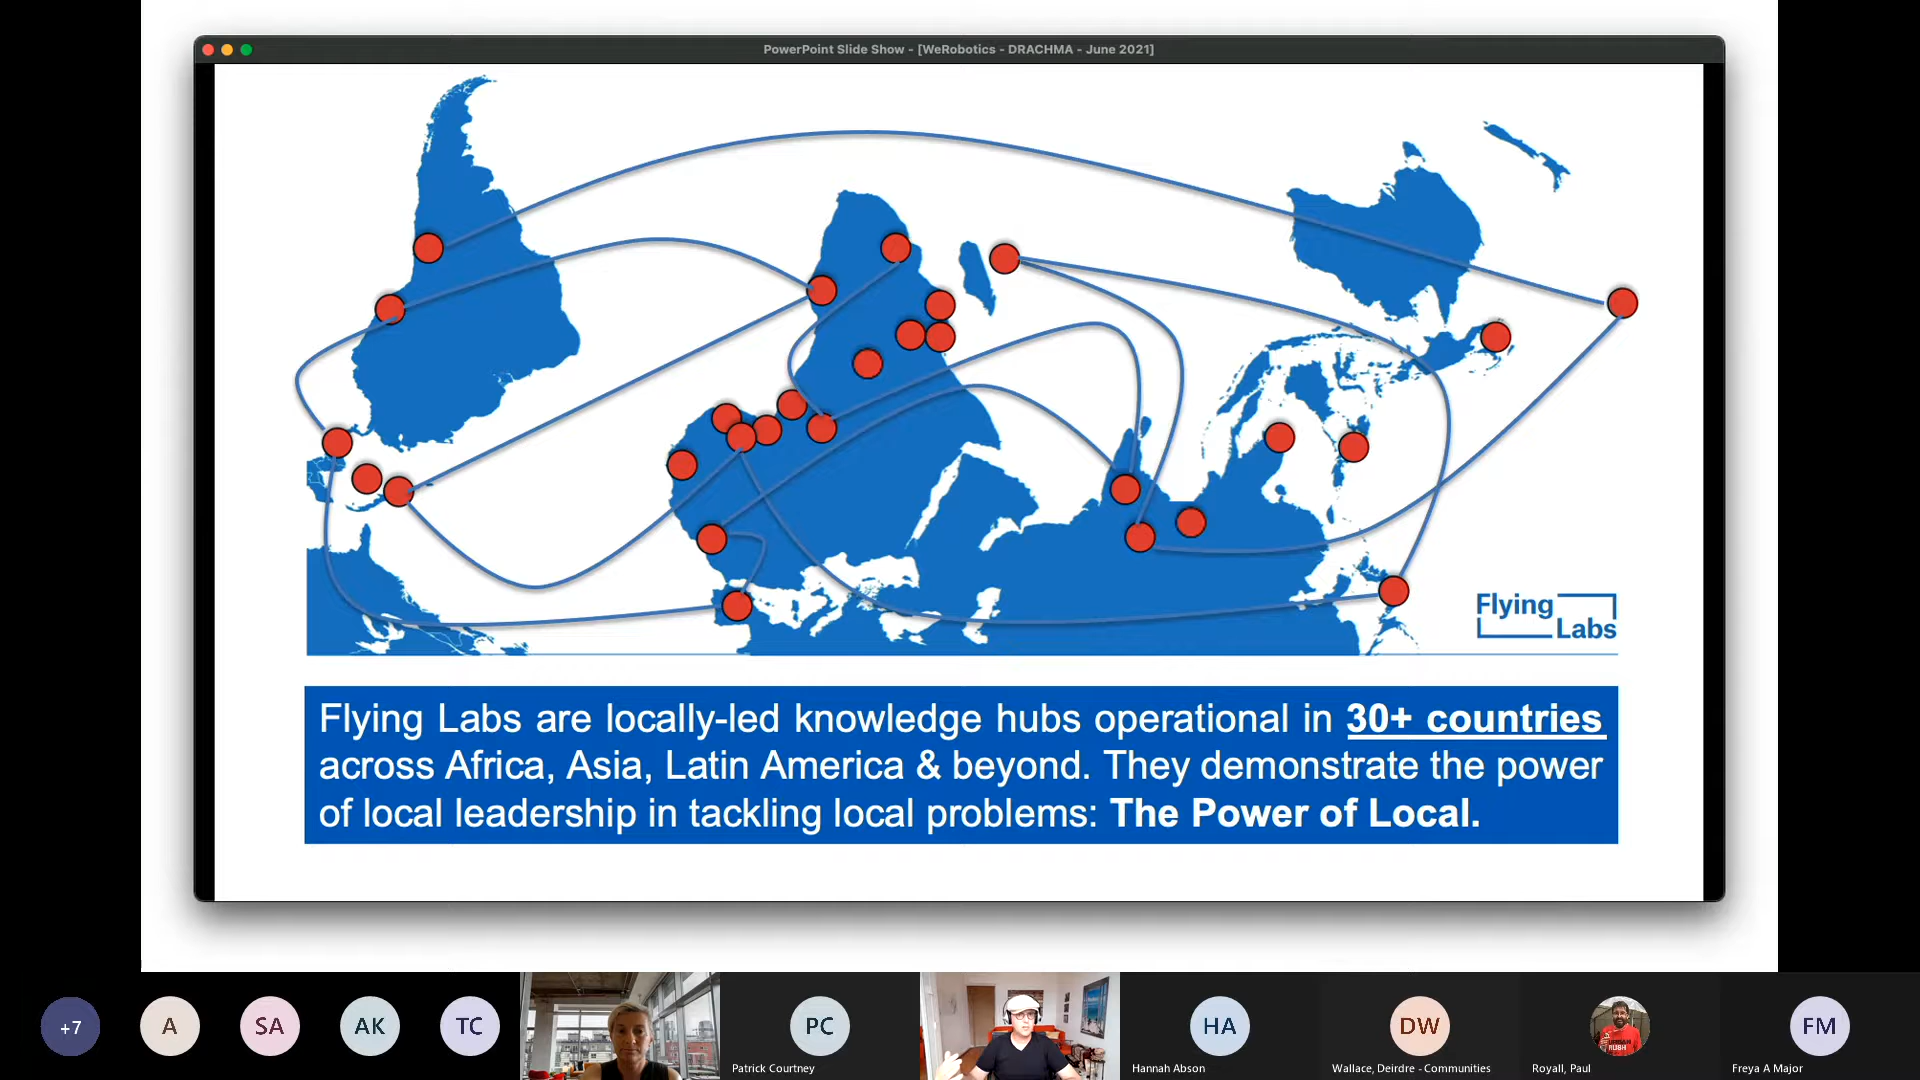 PowerPoint Slide Show - [WeRobotics - DRACHMA - June 2021]
Flying
Labs
Flying Labs are locally-led knowledge hubs operational in 30+ countries
across Africa, Asia, Latin America & beyond. They demonstrate the power
of local leadership in tackling local problems: The Power of Local.
+7
A
SA
AK
TC
PC
HA
DW
FM
Patrick Courtney
Hannah Abson
Wallace, Deirdre - Communities
Royall, Paul
Freya A Major